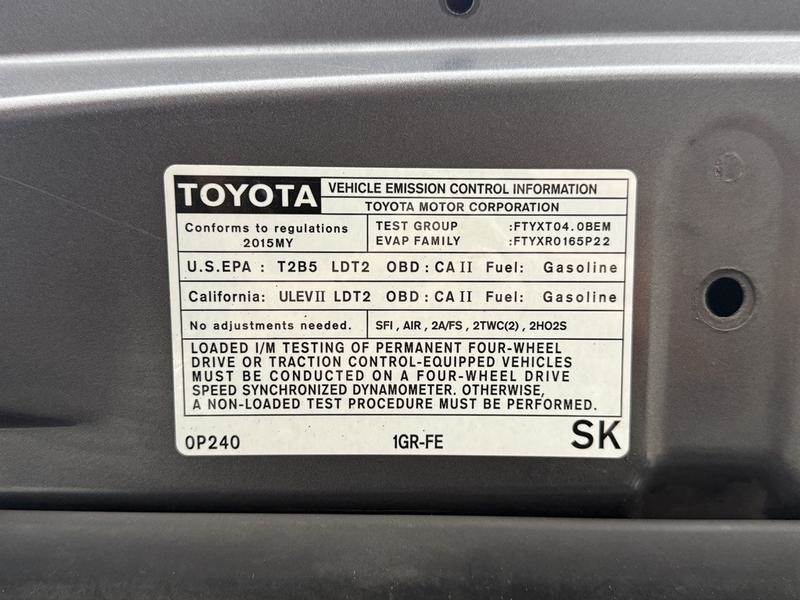 TOYOTA VEHICLE EMISSION CONTROL INFORMATION
TOYOTA MOTOR CORPORATION
Conforms to regulations
2015MY
TEST GROUP :FTYXT04.0BEM
EVAP FAMILY :FTYXR0165P22
U.S.EPA : T2B5 LDT2 OBD : CA II Fuel: Gasoline
California: ULEV II LDT2 OBD : CA II Fuel: Gasoline
No adjustments needed. SFI , AIR , 2A/FS , 2TWC(2) , 2HO2S
LOADED I/M TESTING OF PERMANENT FOUR-WHEEL
DRIVE OR TRACTION CONTROL-EQUIPPED VEHICLES
MUST BE CONDUCTED ON A FOUR-WHEEL DRIVE
SPEED SYNCHRONIZED DYNAMOMETER. OTHERWISE,
A NON-LOADED TEST PROCEDURE MUST BE PERFORMED.
0P240 1GR-FE SK